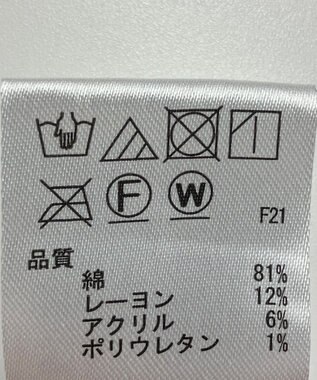 F W
F21
品質
綿 81%
レーヨン 12%
アクリル 6%
ポリウレタン 1%